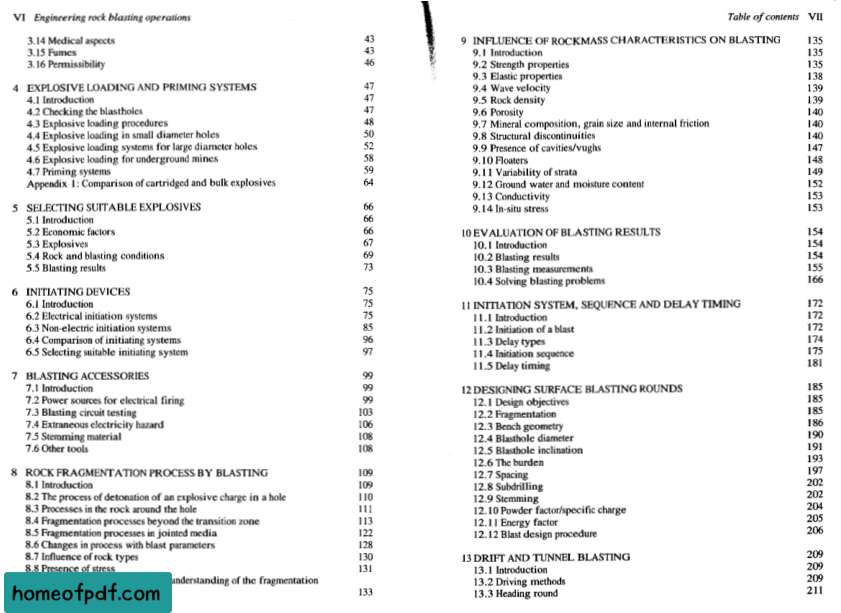 VI Engineering rock blasting operations
3.14 Medical aspects 43
3.15 Fumes 43
3.16 Permissibility 46
4 EXPLOSIVE LOADING AND PRIMING SYSTEMS 47
4.1 Introduction 47
4.2 Checking the blastholes 47
4.3 Explosive loading procedures 48
4.4 Explosive loading in small diameter holes 50
4.5 Explosive loading systems for large diameter holes 52
4.6 Explosive loading for underground mines 58
4.7 Priming systems 59
Appendix 1: Comparison of cartridged and bulk explosives 64
5 SELECTING SUITABLE EXPLOSIVES 66
5.1 Introduction 66
5.2 Economic factors 66
5.3 Explosives 67
5.4 Rock and blasting conditions 69
5.5 Blasting results 73
6 INITIATING DEVICES 75
6.1 Introduction 75
6.2 Electrical initiation systems 75
6.3 Non-electric initiation systems 85
6.4 Comparison of initiating systems 96
6.5 Selecting suitable initiating system 97
7 BLASTING ACCESSORIES 99
7.1 Introduction 99
7.2 Power sources for electrical firing 99
7.3 Blasting circuit testing 103
7.4 Extraneous electricity hazard 106
7.5 Stemming material 108
7.6 Other tools 108
8 ROCK FRAGMENTATION PROCESS BY BLASTING 109
8.1 Introduction 109
8.2 The process of detonation of an explosive charge in a hole 110
8.3 Processes in the rock around the hole 111
8.4 Fragmentation processes beyond the transition zone 113
8.5 Fragmentation processes in jointed media 122
8.6 Changes in process with blast parameters 128
8.7 Influence of rock types 130
8.8 Presence of stress 131
understanding of the fragmentation
133
homeofpdf.com
Table of contents VII
9 INFLUENCE OF ROCKMASS CHARACTERISTICS ON BLASTING 135
9.1 Introduction 135
9.2 Strength properties 135
9.3 Elastic properties 138
9.4 Wave velocity 139
9.5 Rock density 139
9.6 Porosity 140
9.7 Mineral composition, grain size and internal friction 140
9.8 Structural discontinuities 140
9.9 Presence of cavities/vughs 147
9.10 Floaters 148
9.11 Variability of strata 149
9.12 Ground water and moisture content 152
9.13 Conductivity 153
9.14 In-situ stress 153
10 EVALUATION OF BLASTING RESULTS 154
10.1 Introduction 154
10.2 Blasting results 154
10.3 Blasting measurements 155
10.4 Solving blasting problems 166
11 INITIATION SYSTEM, SEQUENCE AND DELAY TIMING 172
11.1 Introduction 172
11.2 Initiation of a blast 172
11.3 Delay types 174
11.4 Initiation sequence 175
11.5 Delay timing 181
12 DESIGNING SURFACE BLASTING ROUNDS 185
12.1 Design objectives 185
12.2 Fragmentation 185
12.3 Bench geometry 186
12.4 Blasthole diameter 190
12.5 Blasthole inclination 191
12.6 The burden 193
12.7 Spacing 197
12.8 Subdrilling 202
12.9 Stemming 202
12.10 Powder factor/specific charge 204
12.11 Energy factor 205
12.12 Blast design procedure 206
13 DRIFT AND TUNNEL BLASTING 209
13.1 Introduction 209
13.2 Driving methods 209
13.3 Heading round 211